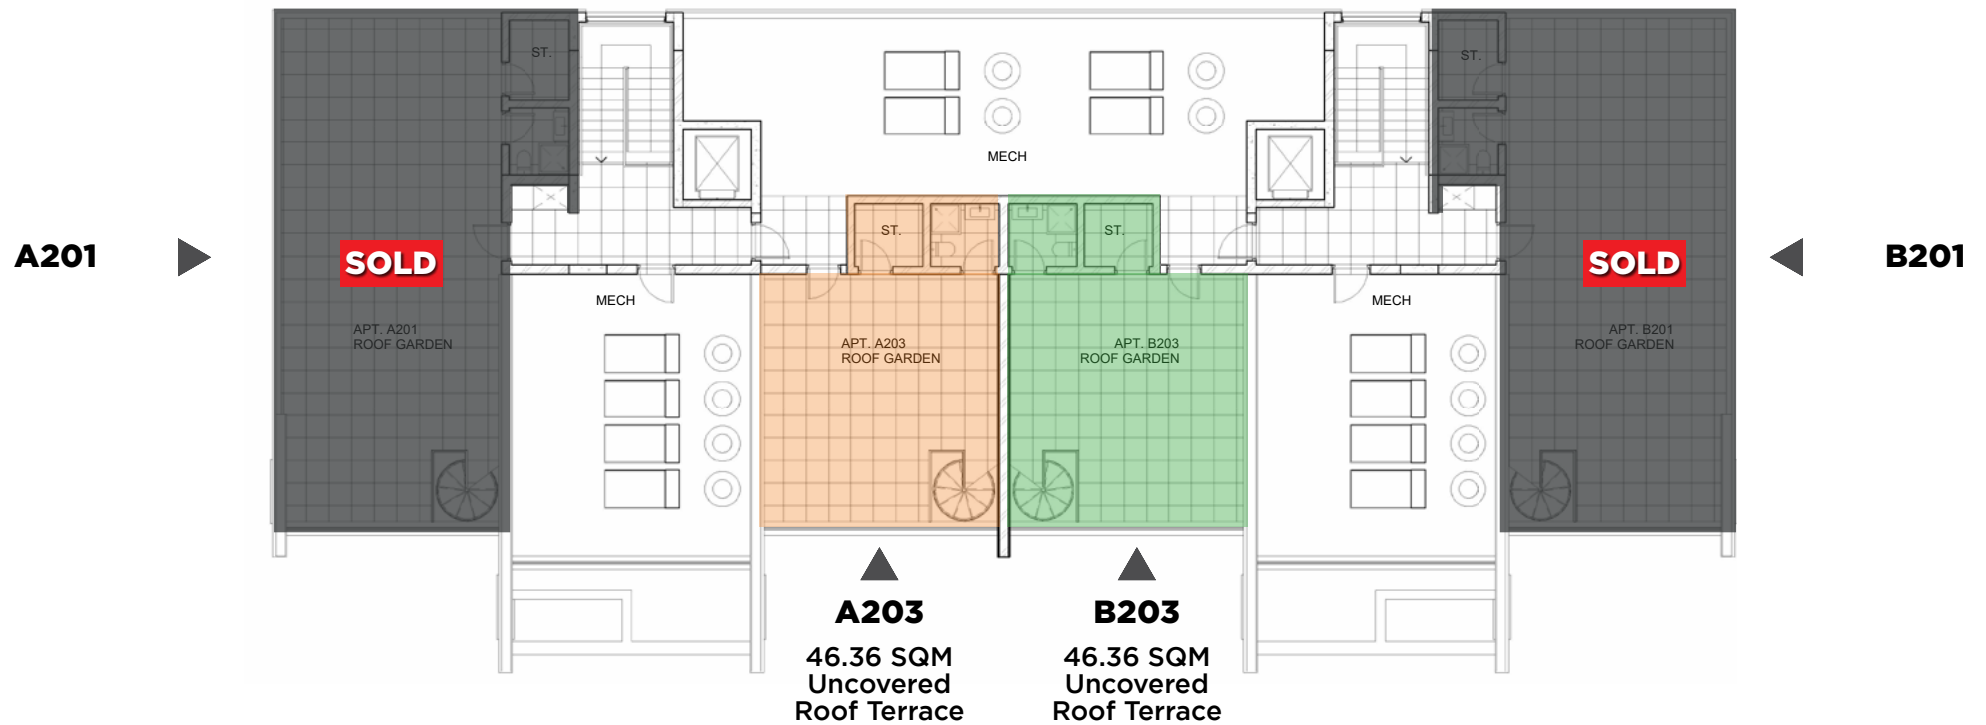 ST.
ST.
MECH
ST.
ST.
A201
SOLD
SOLD
B201
MECH
MECH
APT. A201
ROOF GARDEN
APT. A203
ROOF GARDEN
APT. B203
ROOF GARDEN
APT. B201
ROOF GARDEN
A203
46.36 SQM
Uncovered
Roof Terrace
B203
46.36 SQM
Uncovered
Roof Terrace